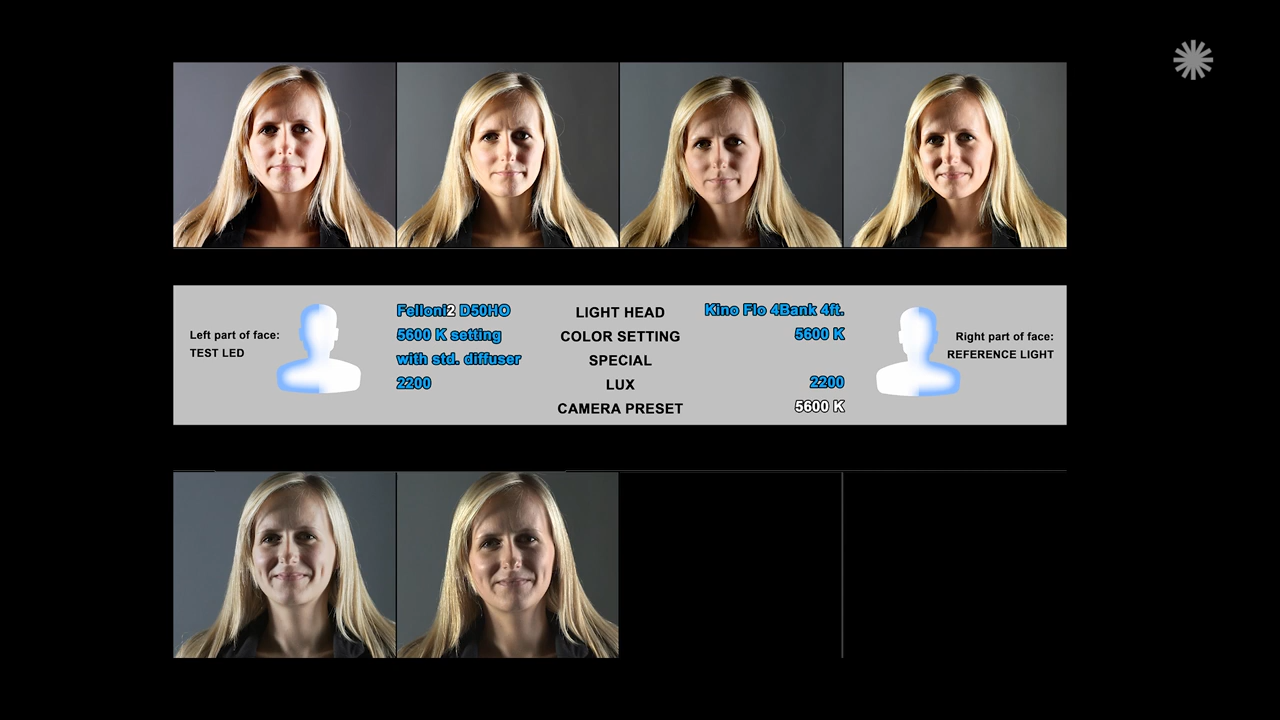 Left part of face:
TEST LED
Felloni2 D50HO
5600 K setting
with std. diffuser
2200
LIGHT HEAD
COLOR SETTING
SPECIAL
LUX
CAMERA PRESET
Kino Flo 4Bank 4ft.
5600 K
2200
5600 K
Right part of face:
REFERENCE LIGHT